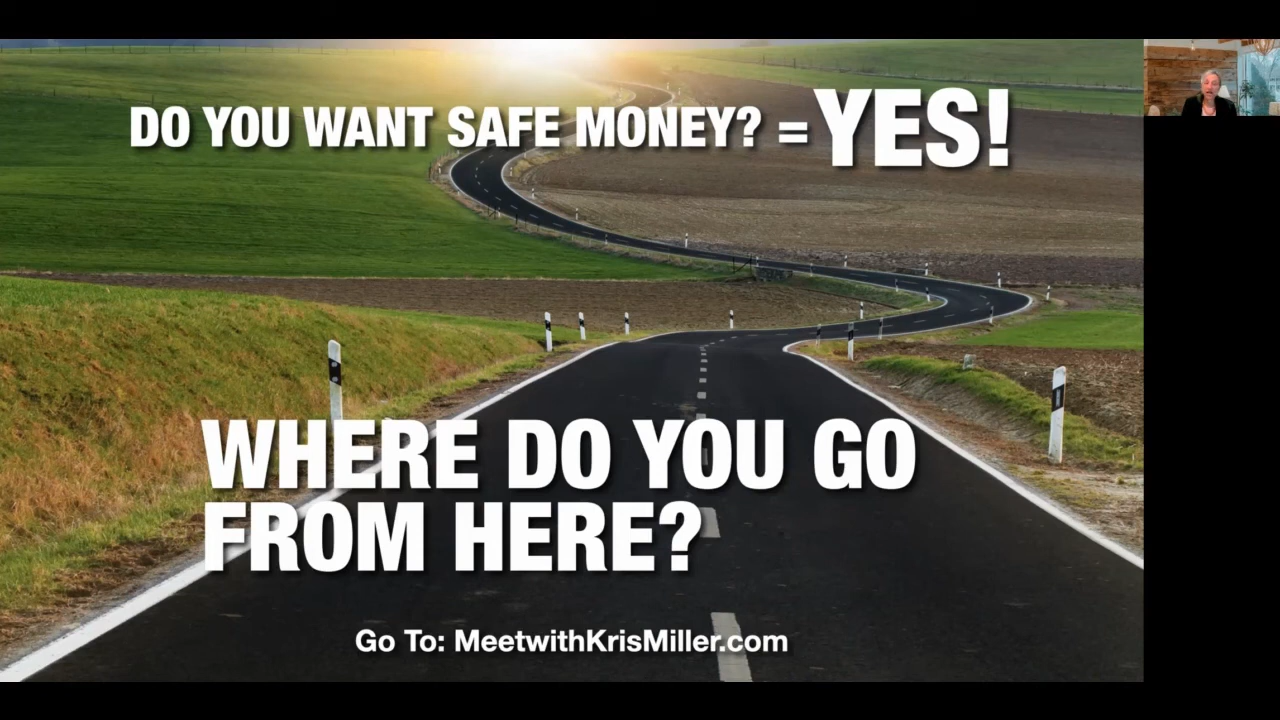 DO YOU WANT SAFE MONEY? = YES!
WHERE DO YOU GO
FROM HERE?
Go To: MeetwithKrisMiller.com